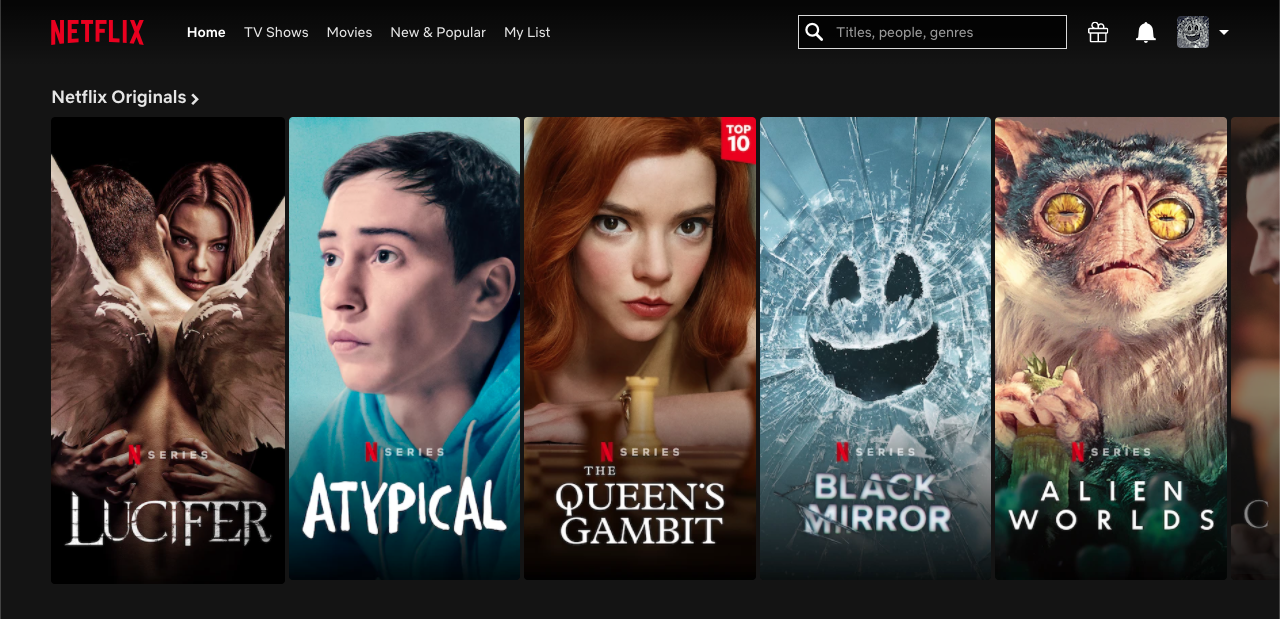 NETFLIX
Home TV Shows Movies New & Popular My List
Titles, people, genres
Netflix Originals
N SERIES
LUCIFER
N SERIES
ATYPICAL
TOP
10
N SERIES
THE
QUEEN'S
GAMBIT
N SERIES
BLACK
MIRROR
N SERIES
ALIEN
WORLDS
C